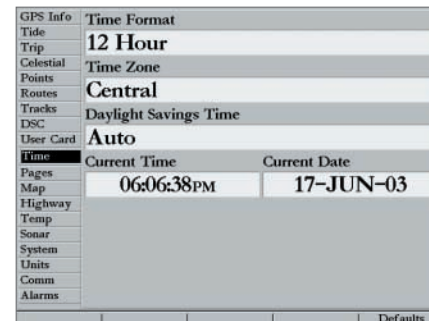 GPS Info
Tide
Trip
Celestial
Points
Routes
Tracks
DSC
User Card
Time
Pages
Map
Highway
Temp
Sonar
System
Units
Comm
Alarms
Time Format
12 Hour
Time Zone
Central
Daylight Savings Time
Auto
Current Time Current Date
06:06:38PM 17-JUN-03
Defaults